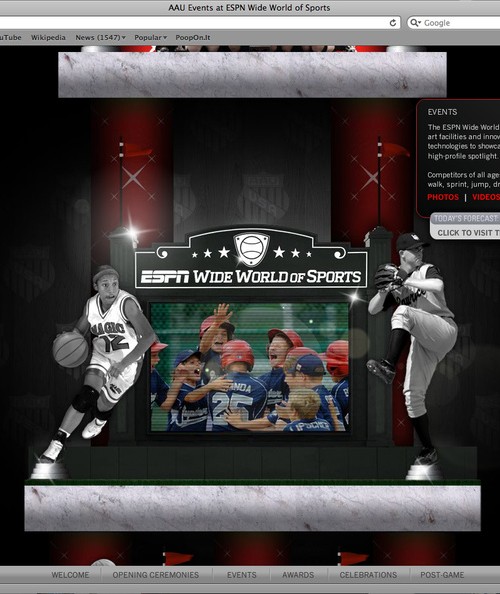 AAU Events at ESPN Wide World of Sports
Google
uTube Wikipedia News (1547) Popular PoopOn.It
EVENTS
The ESPN Wide World
art facilities and innov
technologies to showca
high-profile spotlight.
Competitors of all age
walk, sprint, jump, dr
PHOTOS | VIDEOS
TODAY'S FORECAST
CLICK TO VISIT T
ESPN WIDE WORLD OF SPORTS
MAGIC
12
25
WELCOME OPENING CEREMONIES EVENTS AWARDS CELEBRATIONS POST-GAME